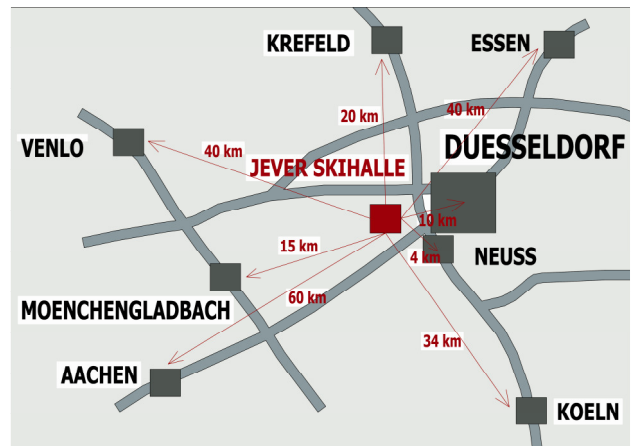 KREFELD
ESSEN
20 km
40 km
VENLO
40 km
DUESSELDORF
JEVER SKIHALLE
10 km
15 km
4 km
NEUSS
60 km
MOENCHENGLADBACH
34 km
AACHEN
KOELN